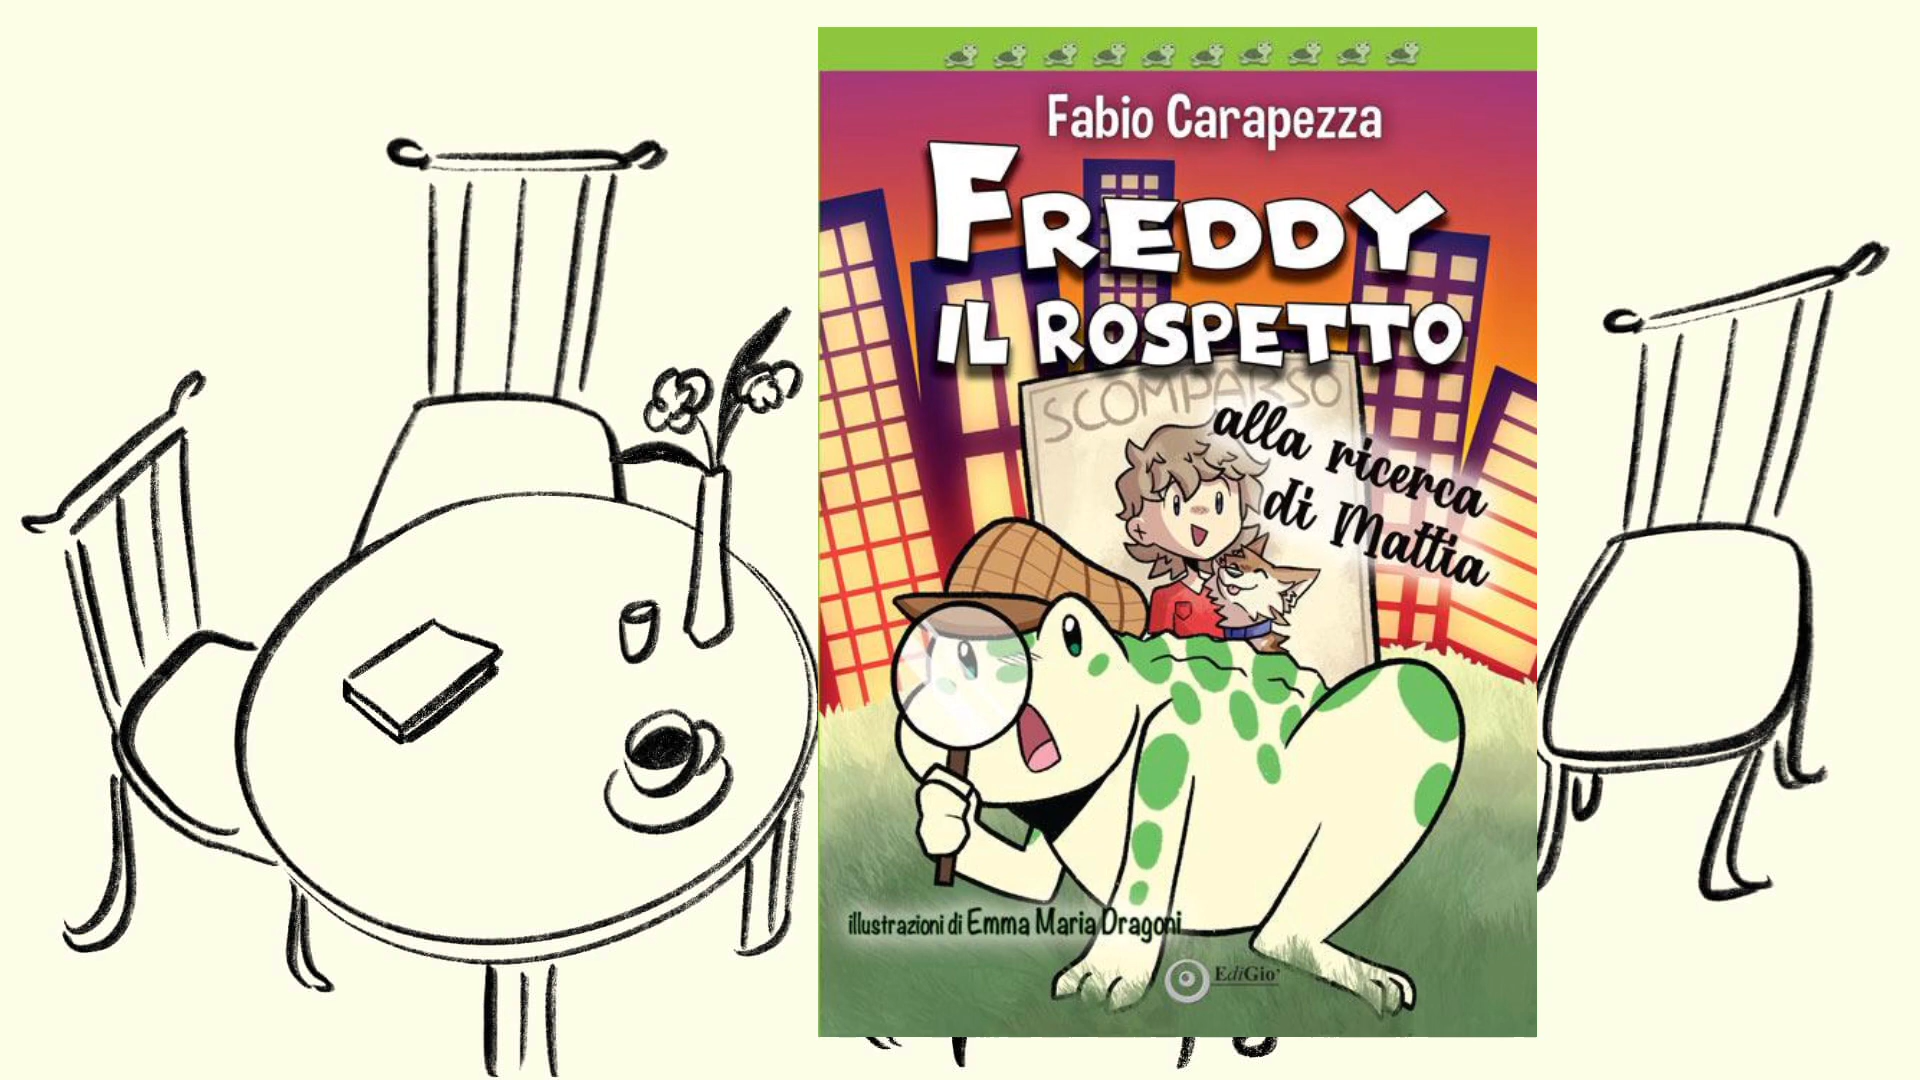 Fabio Carapezza
FREDDY
IL ROSPETTO
SCOMPARSO
alla ricerca
di Mattia
illustrazioni di Emma Maria Dragoni
EdiGio'